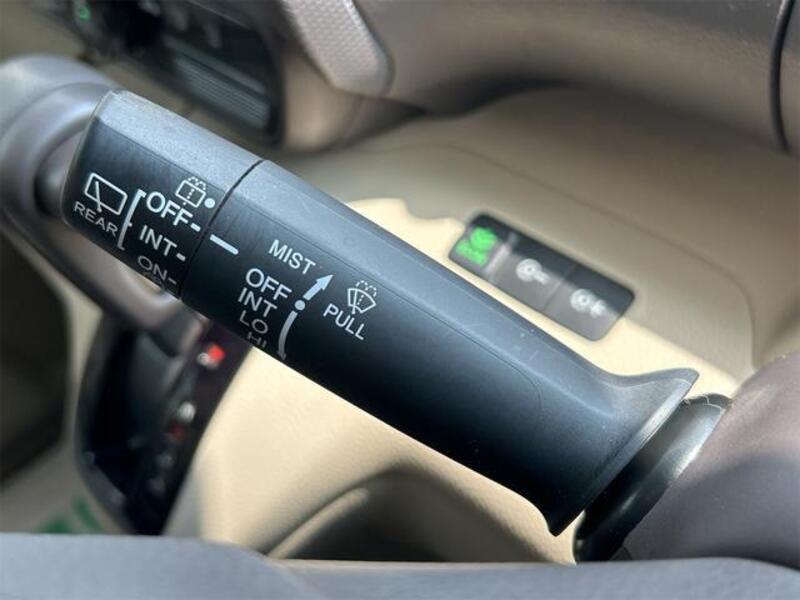 REAR
OFF
INT
ON
MIST
OFF
INT
LO
HI
PULL